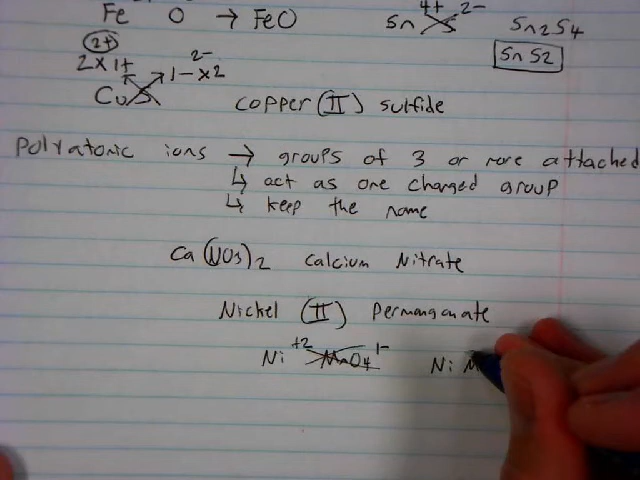 Fe O → FeO Sn 4+ S 2- Sn2S4
2+ SnS2
2x1+ 1-x2 2-
CuS Copper (II) sulfide
Polyatomic ions → groups of 3 or more attached
↳ act as one charged group
↳ keep the name
Ca(NO3)2 Calcium Nitrate
Nickel (II) Permanganate
Ni +2 MnO4 1- Ni M